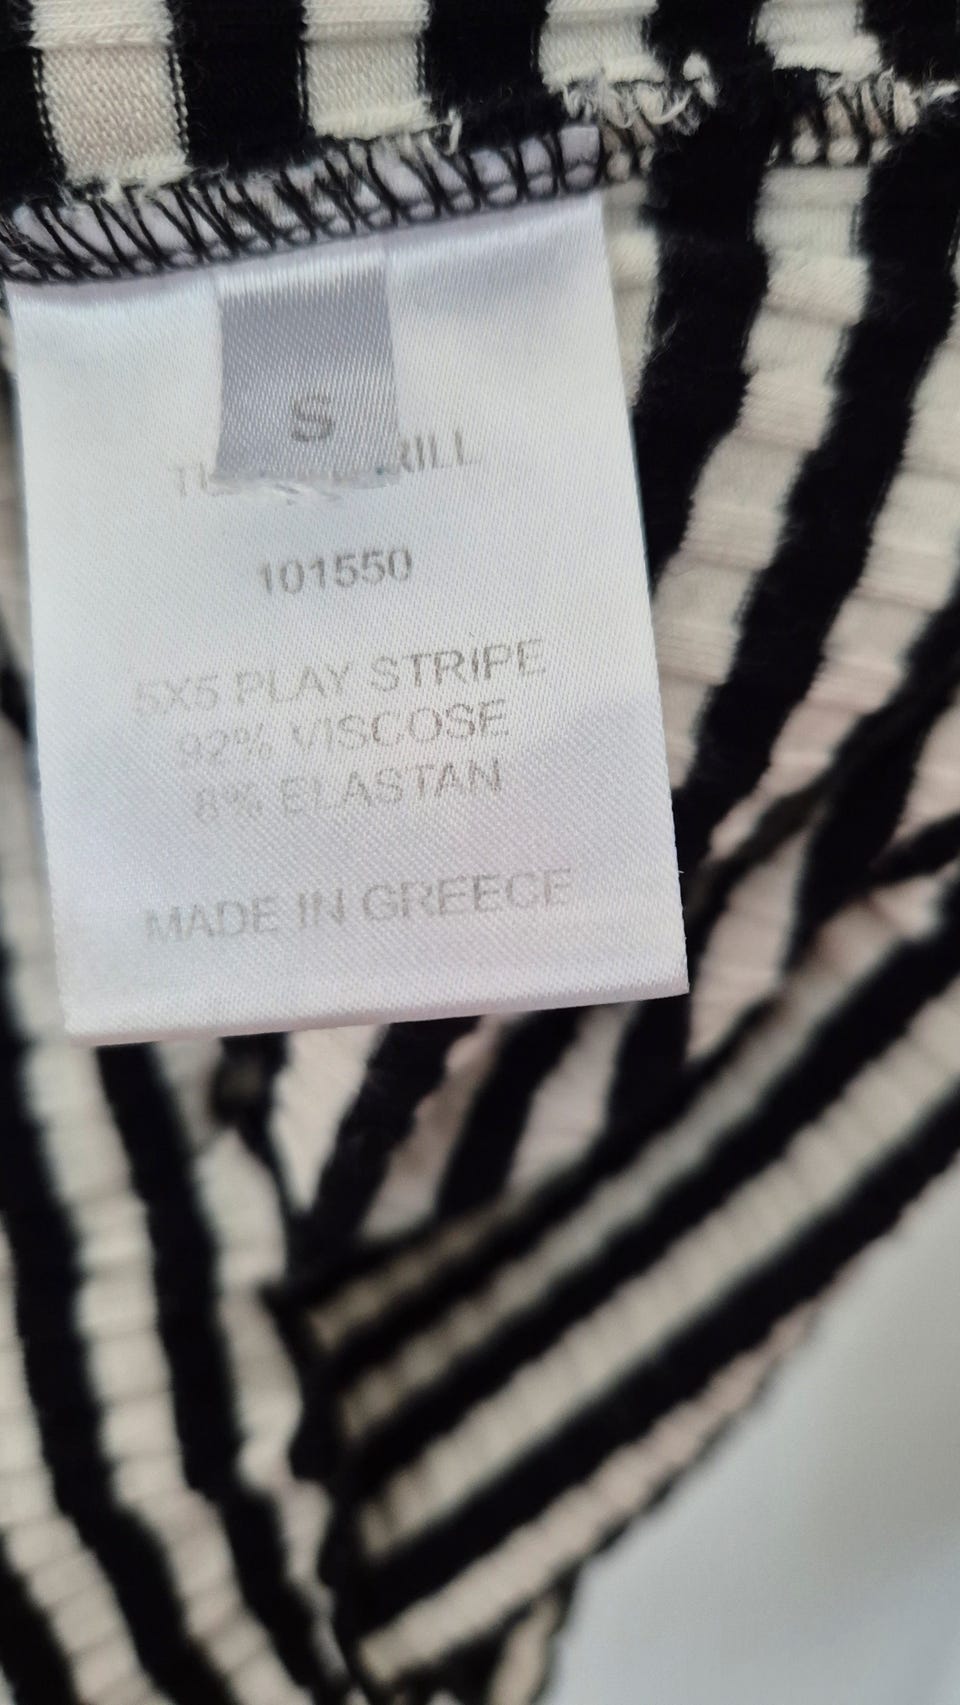 S
101550
5X5 PLAY STRIPE
92% VISCOSE
8% ELASTAN
MADE IN GREECE